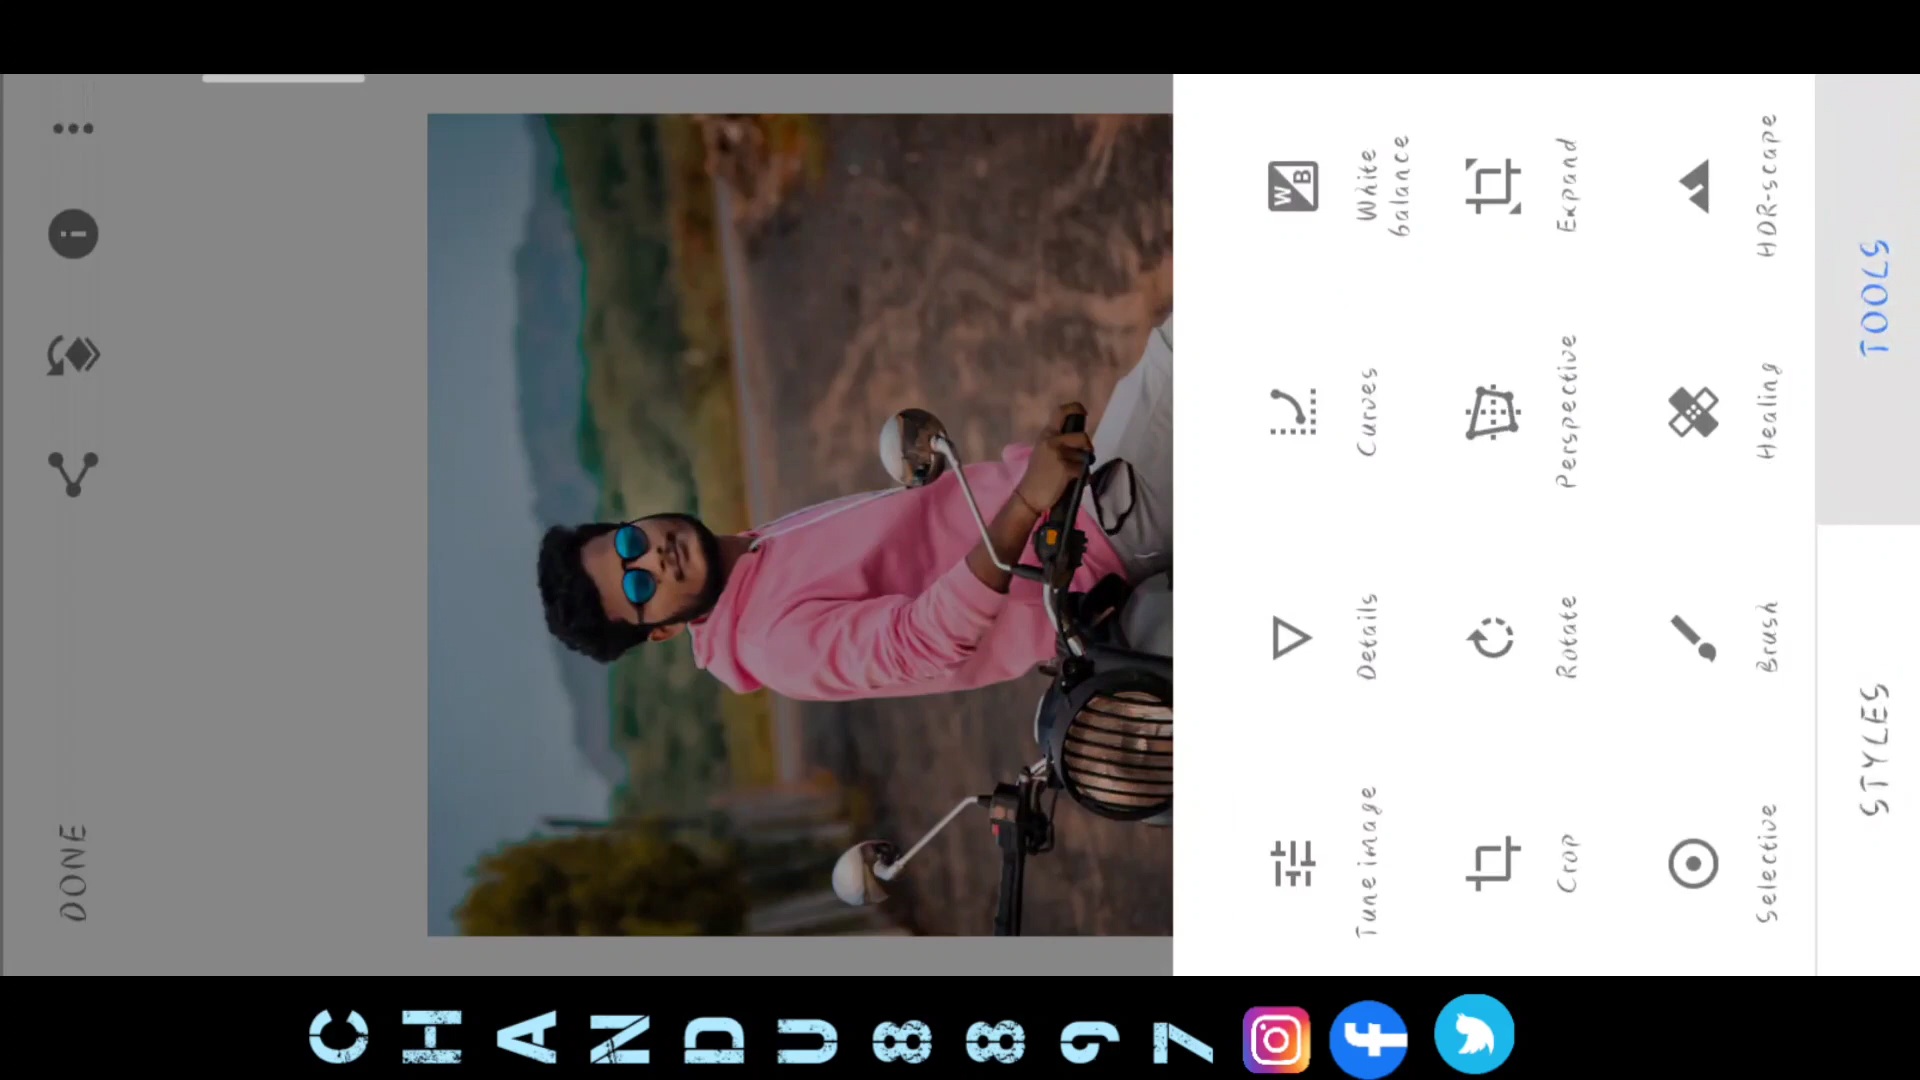 DONE
Tune image
Details
Curves
White
balance
WB
Crop
Rotate
Perspective
Expand
Selective
Brush
Healing
HDR-scape
STYLES
TOOLS
CHANDU8897